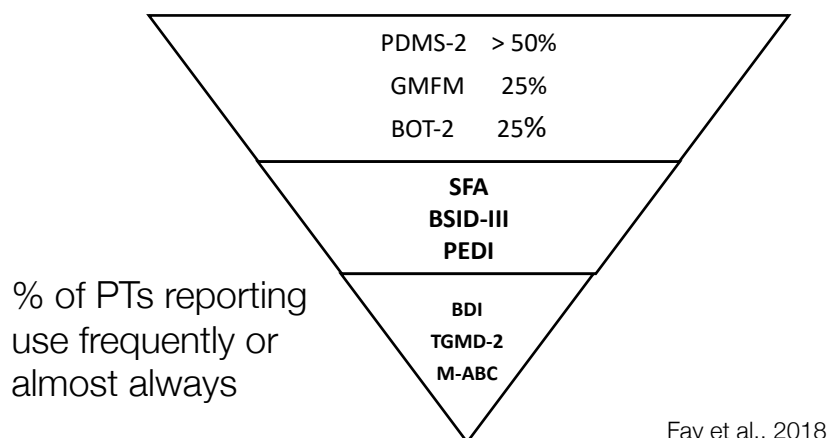 PDMS-2 > 50%
GMFM 25%
BOT-2 25%
SFA
BSID-III
PEDI
BDI
TGMD-2
M-ABC
% of PTs reporting
use frequently or
almost always
Fay et al., 2018